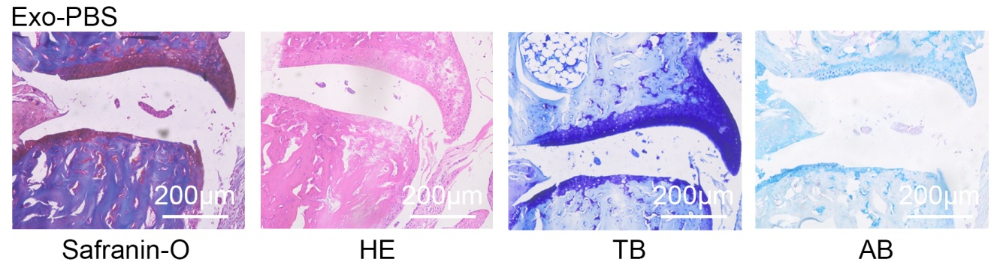 Exo-PBS
200μm 200μm 200μm 200μm
Safranin-O HE TB AB